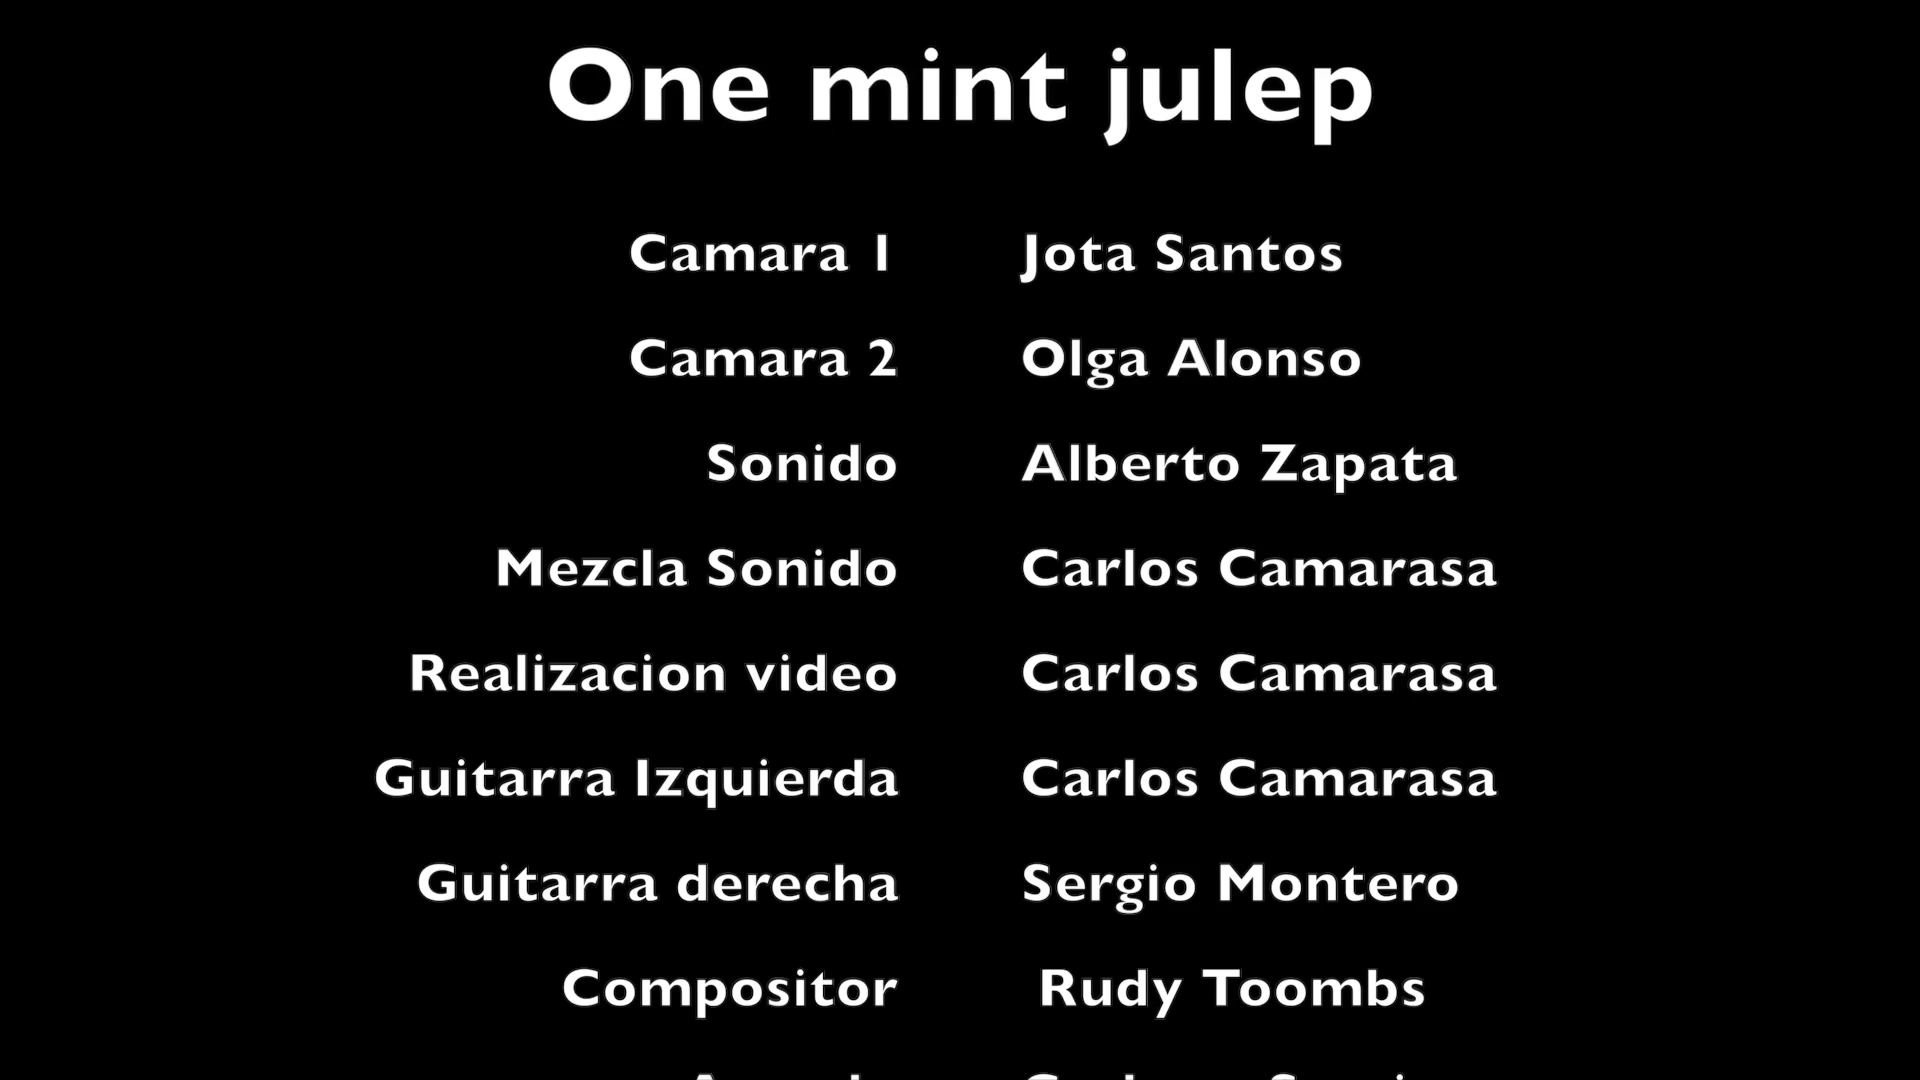 One mint julep
Camara 1 Jota Santos
Camara 2 Olga Alonso
Sonido Alberto Zapata
Mezcla Sonido Carlos Camarasa
Realizacion video Carlos Camarasa
Guitarra Izquierda Carlos Camarasa
Guitarra derecha Sergio Montero
Compositor Rudy Toombs